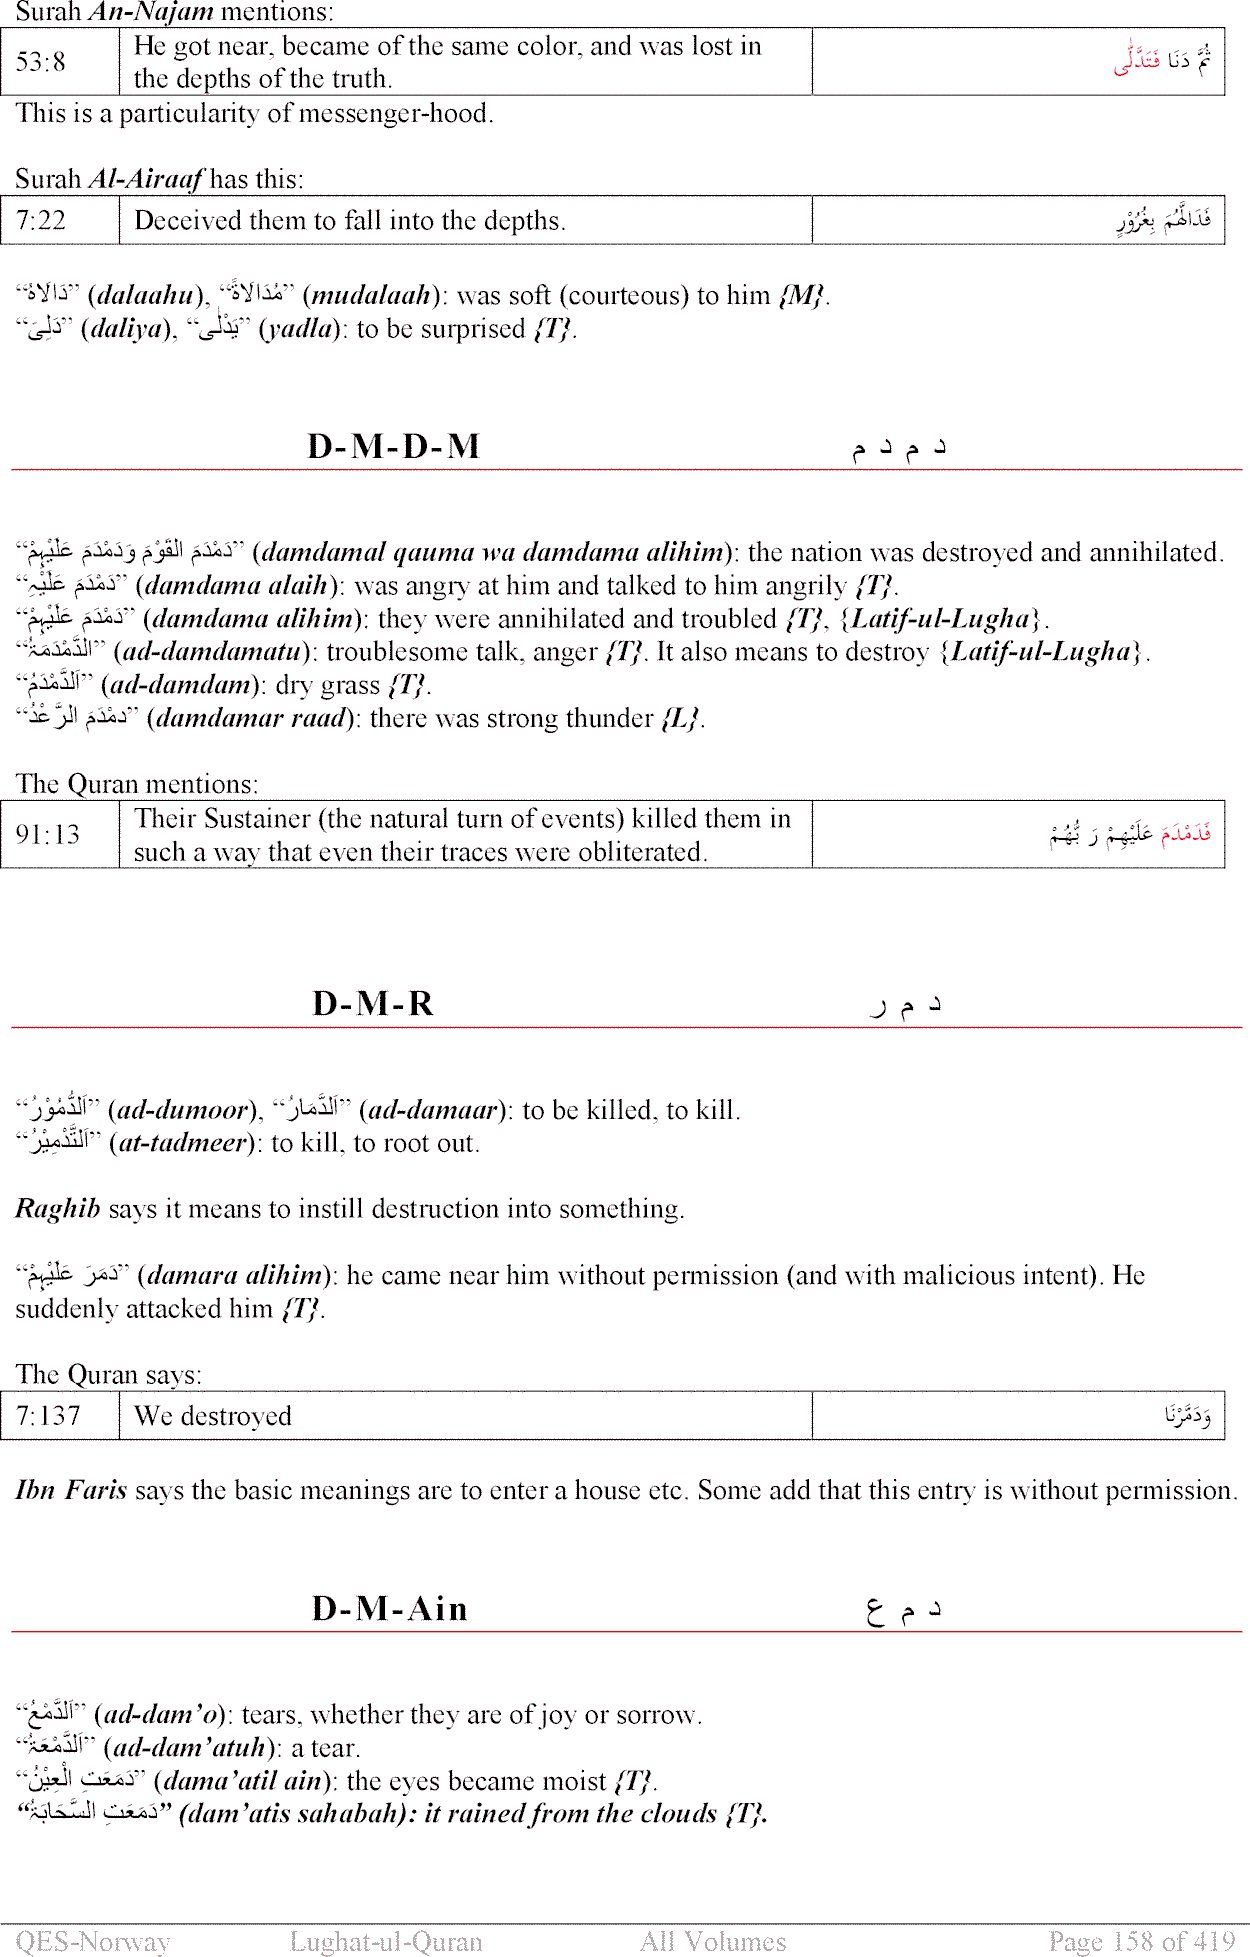 Surah An-Najam mentions:
53:8 He got near, became of the same color, and was lost in the depths of the truth. ثُمَّ دَنَا فَتَدَلّٰى
This is a particularity of messenger-hood.
Surah Al-Airaaf has this:
7:22 Deceived them to fall into the depths. فَدَالَّهُمَ بِغُرُوْرٍ
“دَالَاهُ” (dalaahu), “مُدَالَاةً” (mudalaah): was soft (courteous) to him {M}.
“دَلِیَ” (daliya), “یَدْلٰی” (yadla): to be surprised {T}.
D-M-D-M د م د م
“دَمْدَمَ الْقَوْمَ وَدَمْدَمَ عَلَیْہِمْ” (damdamal qauma wa damdama alihim): the nation was destroyed and annihilated.
“دَمْدَمَ عَلَیْہِ” (damdama alaih): was angry at him and talked to him angrily {T}.
“دَمْدَمَ عَلَیْہِمْ” (damdama alihim): they were annihilated and troubled {T}, {Latif-ul-Lugha}.
“الدَّمْدَمَۃُ” (ad-damdamatu): troublesome talk, anger {T}. It also means to destroy {Latif-ul-Lugha}.
“اَلدَّمْدَمُ” (ad-damdam): dry grass {T}.
“دمْدَمَ الرَّعْدُ” (damdamar raad): there was strong thunder {L}.
The Quran mentions:
91:13 Their Sustainer (the natural turn of events) killed them in such a way that even their traces were obliterated. فَدَمْدَمَ عَلَيْهِمْ رَ بُّهُمْ
D-M-R د م ر
“اَلدُّمُوْرُ” (ad-dumoor), “اَلدَّمَارُ” (ad-damaar): to be killed, to kill.
“اَلتَّدْمِیْرُ” (at-tadmeer): to kill, to root out.
Raghib says it means to instill destruction into something.
“دَمَرَ عَلَیْہِمْ” (damara alihim): he came near him without permission (and with malicious intent). He
suddenly attacked him {T}.
The Quran says:
7:137 We destroyed وَدَمَّرْنَا
Ibn Faris says the basic meanings are to enter a house etc. Some add that this entry is without permission.
D-M-Ain د م ع
“اَلدَّمْعُ” (ad-dam’o): tears, whether they are of joy or sorrow.
“اَلدَّمْعَۃُ” (ad-dam’atuh): a tear.
“دَمَعَتِ الْعِیْنُ” (dama’atil ain): the eyes became moist {T}.
“دَمَعَتِ السَّحَابَۃُ” (dam’atis sahabah): it rained from the clouds {T}.
QES-Norway Lughat-ul-Quran All Volumes Page 158 of 419